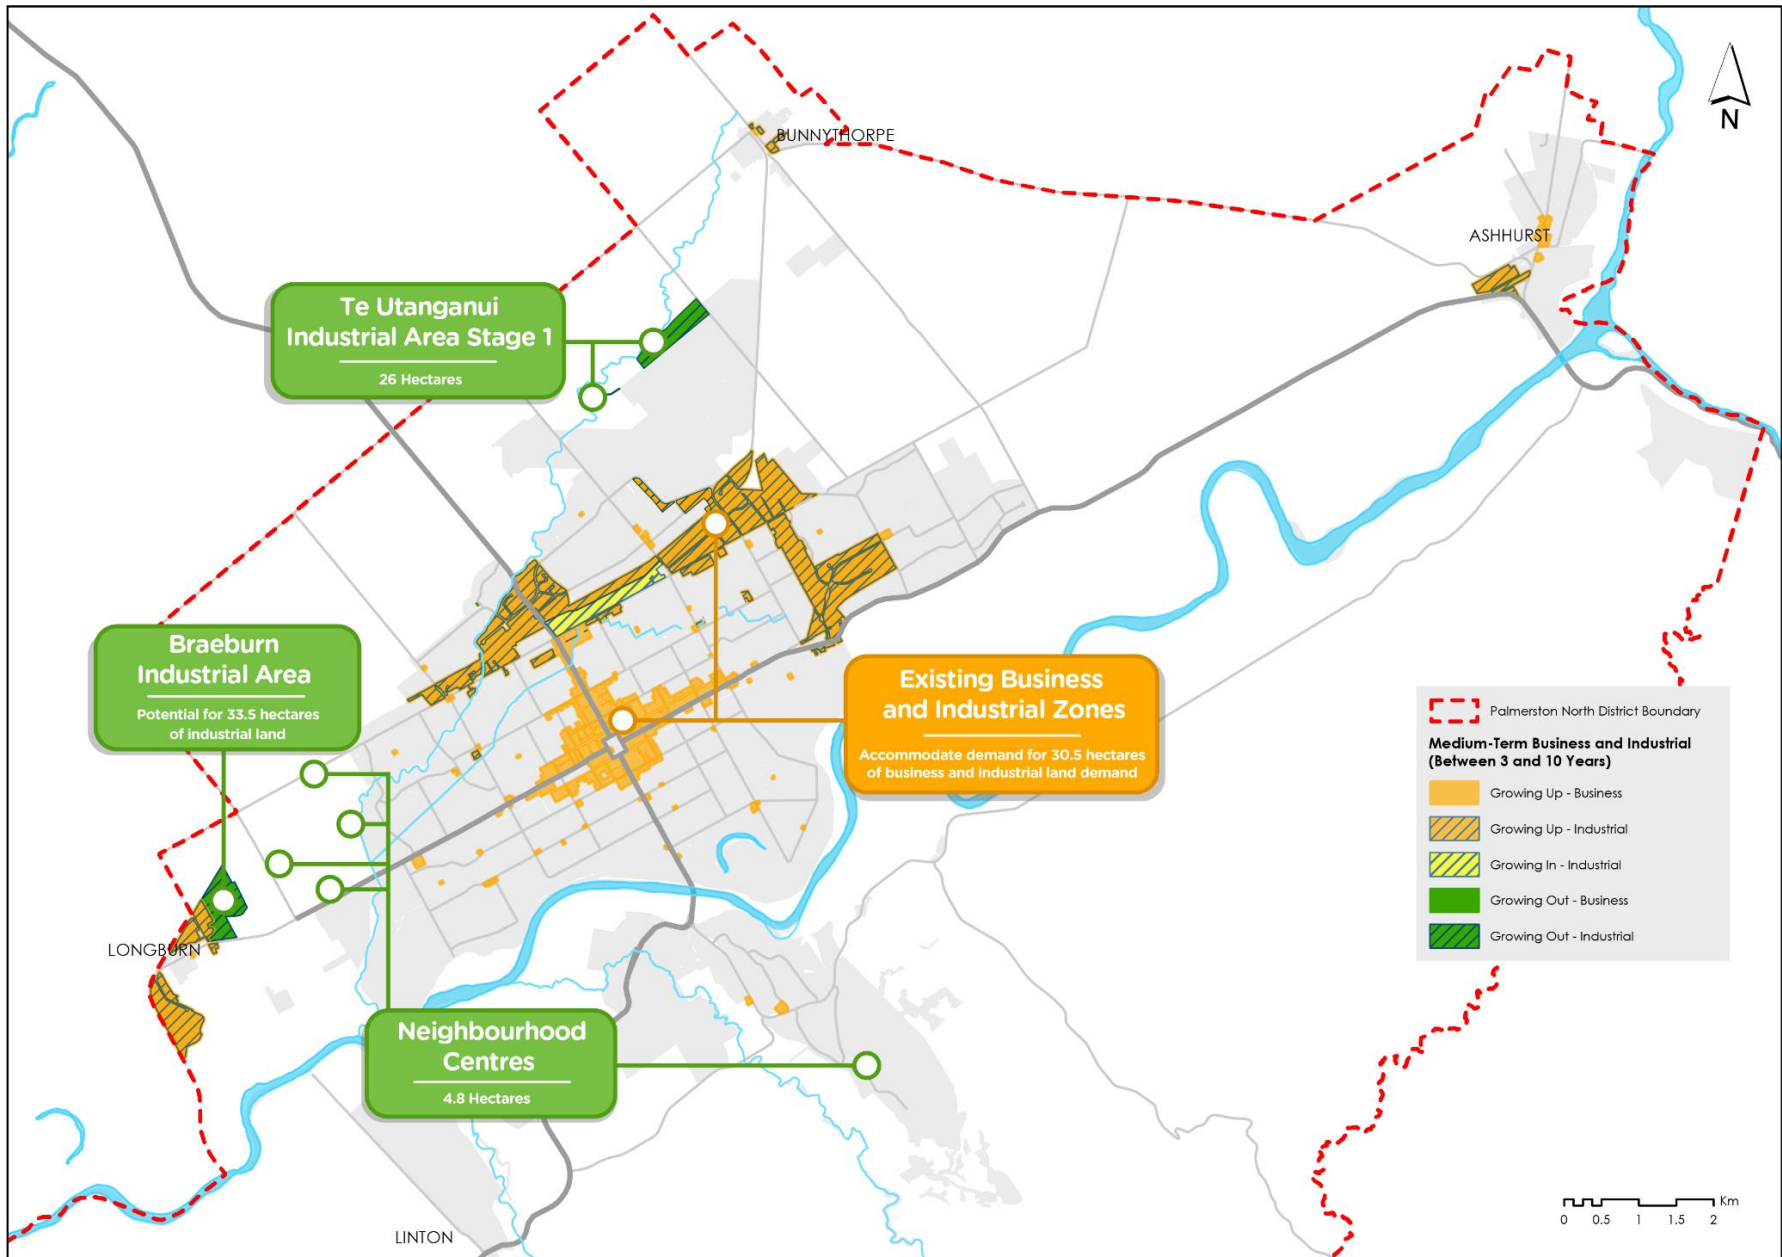 BUNNYTHORPE
N
ASHHURST
Te Utanganui
Industrial Area Stage 1
26 Hectares
Braeburn
Industrial Area
Potential for 33.5 hectares
of industrial land
Existing Business
and Industrial Zones
Accommodate demand for 30.5 hectares
of business and industrial land demand
Palmerston North District Boundary
Medium-Term Business and Industrial
(Between 3 and 10 Years)
Growing Up - Business
Growing Up - Industrial
Growing In - Industrial
Growing Out - Business
Growing Out - Industrial
LONGBURN
Neighbourhood
Centres
4.8 Hectares
LINTON
Km
0 0.5 1 1.5 2